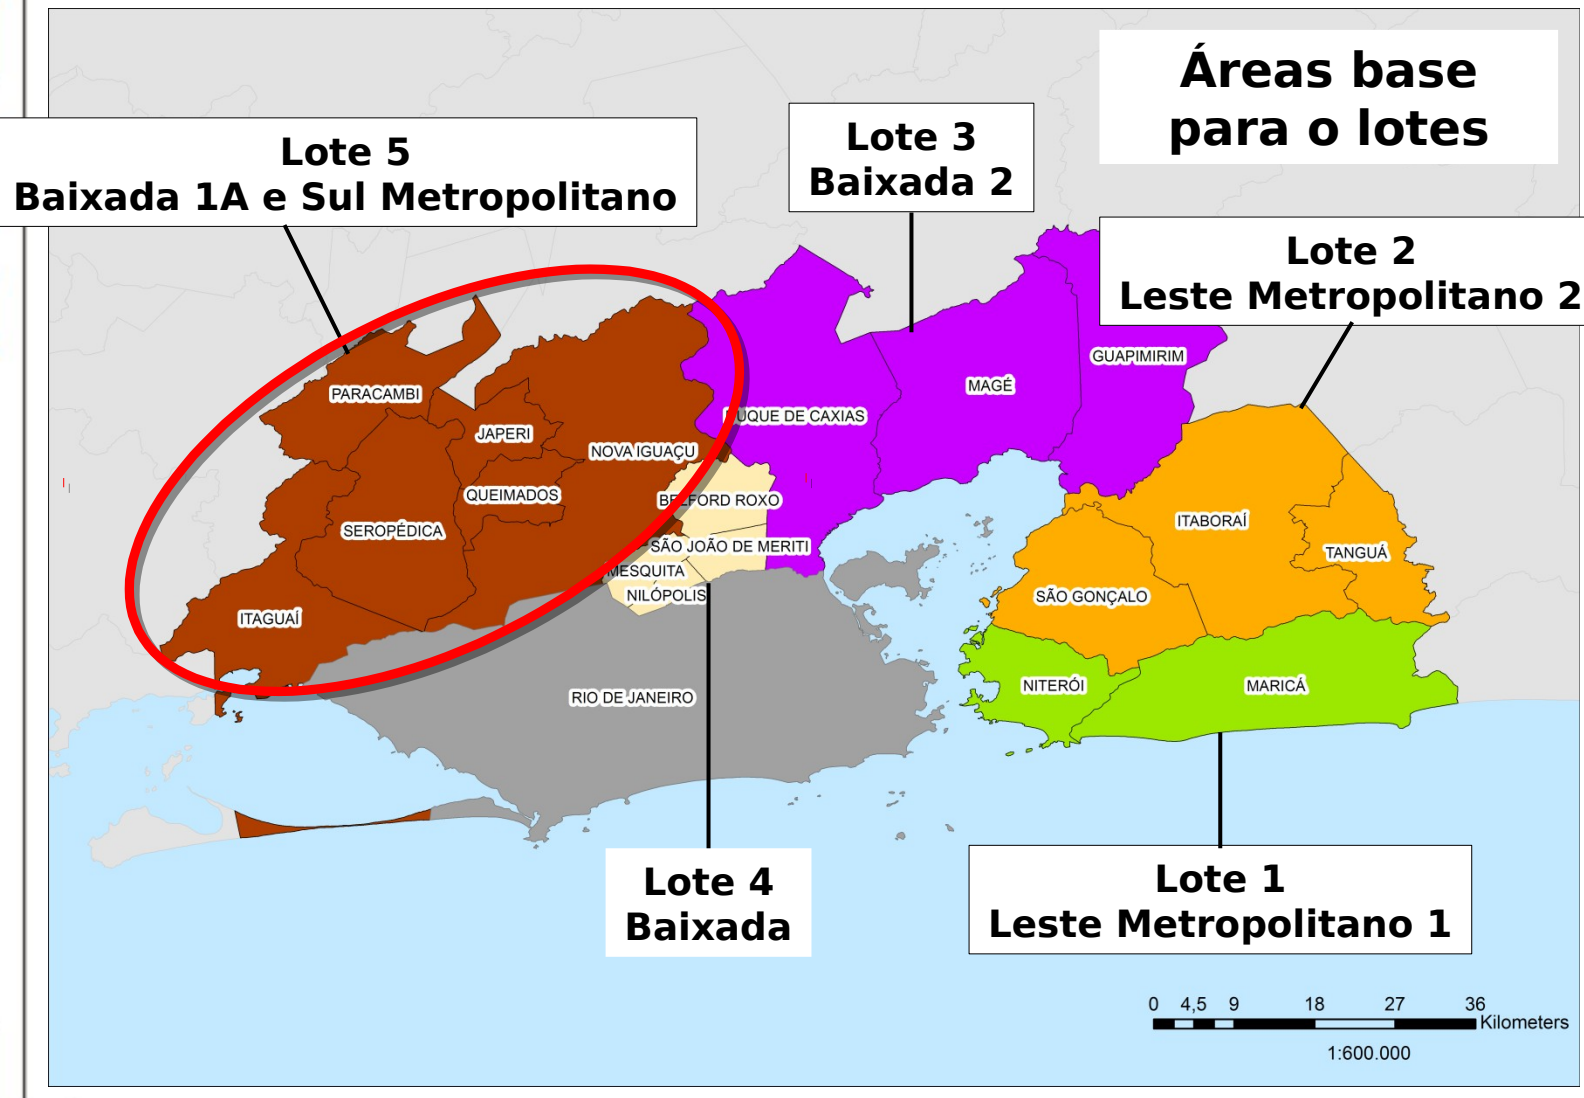 Áreas base
para o lotes
Lote 5
Baixada 1A e Sul Metropolitano
Lote 3
Baixada 2
Lote 2
Leste Metropolitano 2
GUAPIMIRIM
MAGÉ
PARACAMBI
UQUE DE CAXIAS
JAPERI
NOVA IGUAÇU
QUEIMADOS
BELFORD ROXO
SEROPÉDICA
ITABORAÍ
SÃO JOÃO DE MERITI
TANGUÁ
MESQUITA
NILÓPOLIS
SÃO GONÇALO
ITAGUAÍ
NITERÓI
MARICÁ
RIO DE JANEIRO
Lote 4
Baixada
Lote 1
Leste Metropolitano 1
0 4,5 9 18 27 36
Kilometers
1:600.000